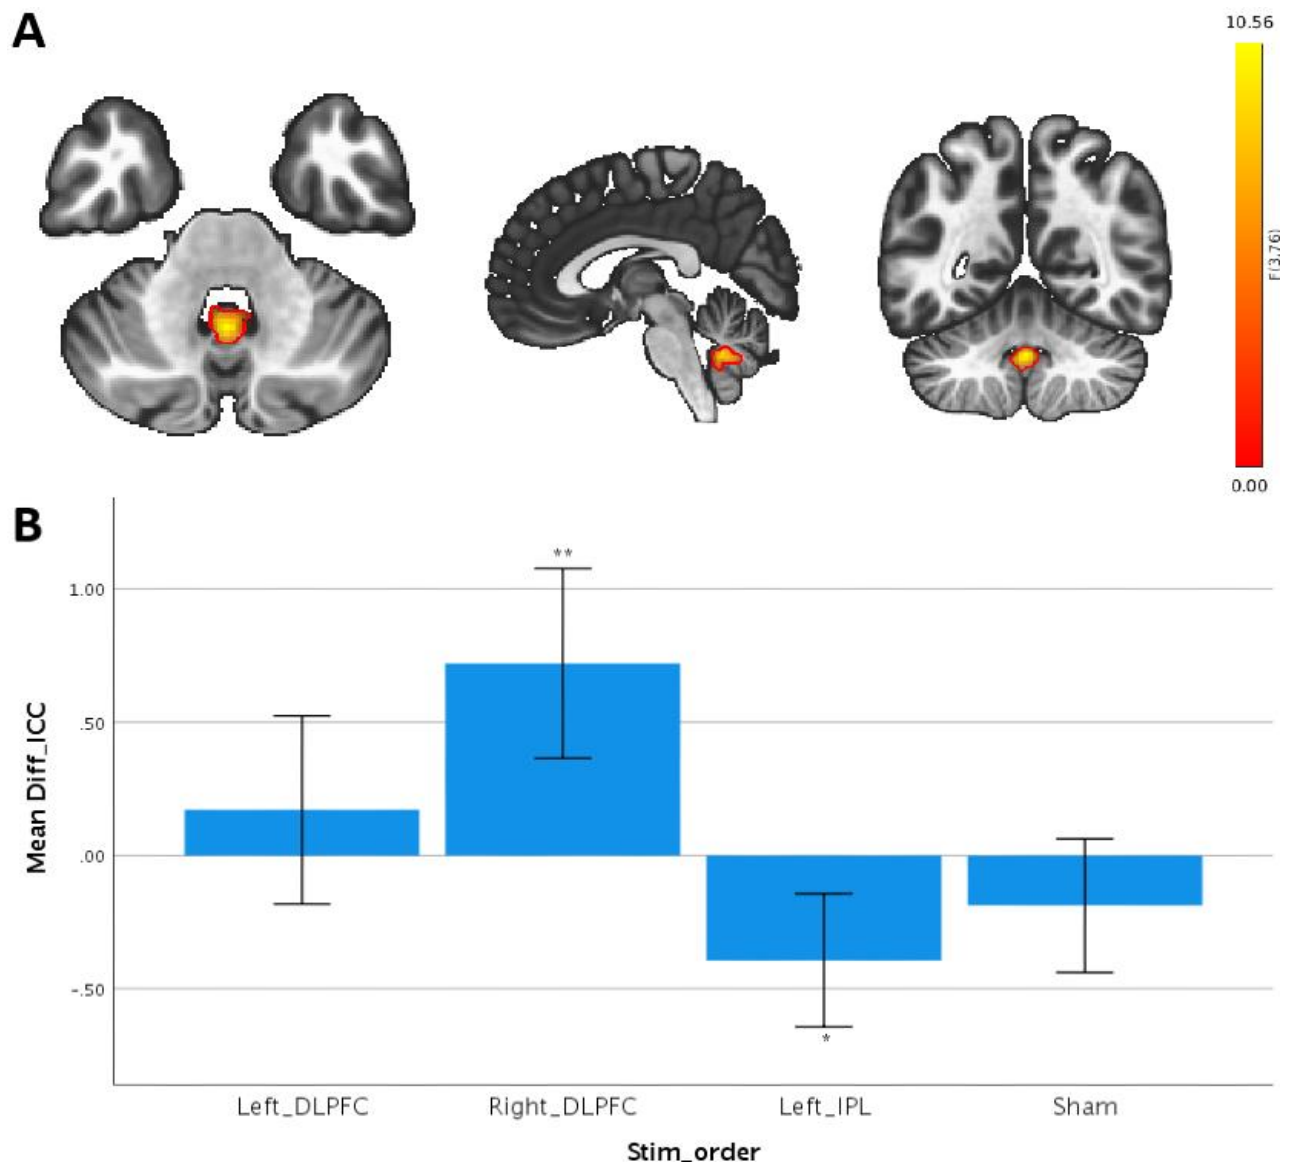 A
10.56
F(3.76)
0.00
B
**
1.00
.50
.00
-.50
*
Mean Diff_ICC
Left_DLPFC
Right_DLPFC
Left_IPL
Sham
Stim_order